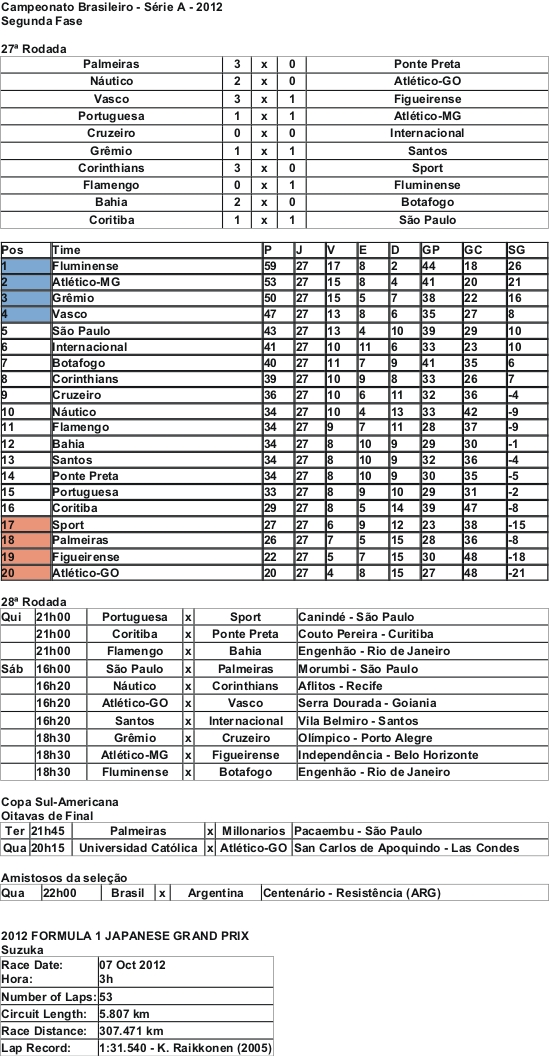 Campeonato Brasileiro - Série A - 2012
Segunda Fase
27ª Rodada
Palmeiras 3 x 0 Ponte Preta
Náutico 2 x 0 Atlético-GO
Vasco 3 x 1 Figueirense
Portuguesa 1 x 1 Atlético-MG
Cruzeiro 0 x 0 Internacional
Grêmio 1 x 1 Santos
Corinthians 3 x 0 Sport
Flamengo 0 x 1 Fluminense
Bahia 2 x 0 Botafogo
Coritiba 1 x 1 São Paulo
Pos Time P J V E D GP GC SG
1 Fluminense 59 27 17 8 2 44 18 26
2 Atlético-MG 53 27 15 8 4 41 20 21
3 Grêmio 50 27 15 5 7 38 22 16
4 Vasco 47 27 13 8 6 35 27 8
5 São Paulo 43 27 13 4 10 39 29 10
6 Internacional 41 27 10 11 6 33 23 10
7 Botafogo 40 27 11 7 9 41 35 6
8 Corinthians 39 27 10 9 8 33 26 7
9 Cruzeiro 36 27 10 6 11 32 36 -4
10 Náutico 34 27 10 4 13 33 42 -9
11 Flamengo 34 27 9 7 11 28 37 -9
12 Bahia 34 27 8 10 9 29 30 -1
13 Santos 34 27 8 10 9 32 36 -4
14 Ponte Preta 34 27 8 10 9 30 35 -5
15 Portuguesa 33 27 8 9 10 29 31 -2
16 Coritiba 29 27 8 5 14 39 47 -8
17 Sport 27 27 6 9 12 23 38 -15
18 Palmeiras 26 27 7 5 15 28 36 -8
19 Figueirense 22 27 5 7 15 30 48 -18
20 Atlético-GO 20 27 4 8 15 27 48 -21
28ª Rodada
Qui 21h00 Portuguesa x Sport Canindé - São Paulo
21h00 Coritiba x Ponte Preta Couto Pereira - Curitiba
21h00 Flamengo x Bahia Engenhão - Rio de Janeiro
Sáb 16h00 São Paulo x Palmeiras Morumbi - São Paulo
16h20 Náutico x Corinthians Aflitos - Recife
16h20 Atlético-GO x Vasco Serra Dourada - Goiania
16h20 Santos x Internacional Vila Belmiro - Santos
18h30 Grêmio x Cruzeiro Olímpico - Porto Alegre
18h30 Atlético-MG x Figueirense Independência - Belo Horizonte
18h30 Fluminense x Botafogo Engenhão - Rio de Janeiro
Copa Sul-Americana
Oitavas de Final
Ter 21h45 Palmeiras x Millonarios Pacaembu - São Paulo
Qua 20h15 Universidad Católica x Atlético-GO San Carlos de Apoquindo - Las Condes
Amistosos da seleção
Qua 22h00 Brasil x Argentina Centenário - Resistência (ARG)
2012 FORMULA 1 JAPANESE GRAND PRIX
Suzuka
Race Date: 07 Oct 2012
Hora: 3h
Number of Laps: 53
Circuit Length: 5.807 km
Race Distance: 307.471 km
Lap Record: 1:31.540 - K. Raikkonen (2005)